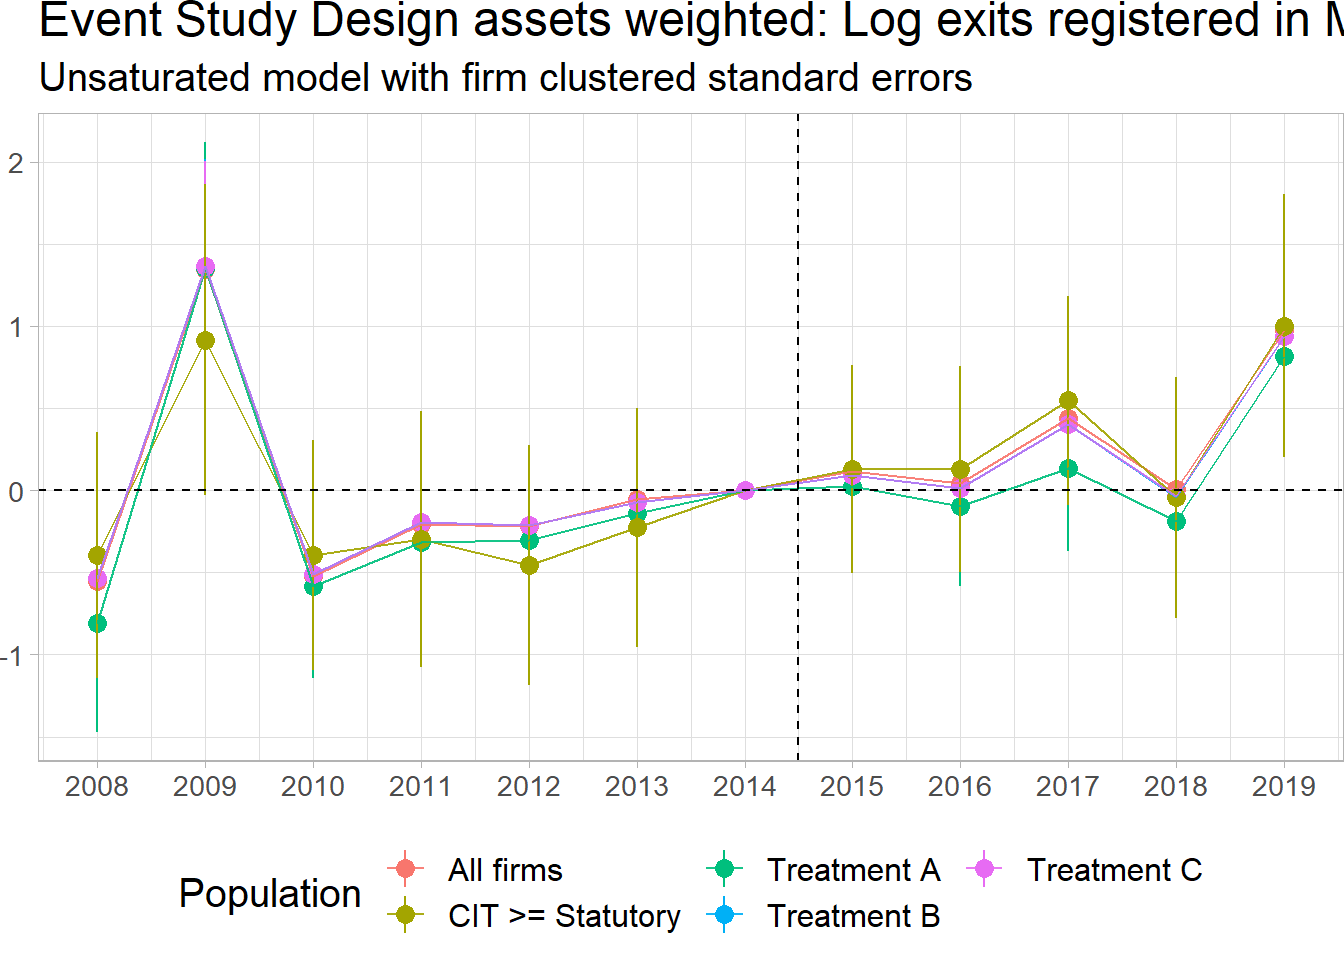 Event Study Design assets weighted: Log exits registered in M
Unsaturated model with firm clustered standard errors
2
1
0
-1
2008 2009 2010 2011 2012 2013 2014 2015 2016 2017 2018 2019
Population
All firms
CIT >= Statutory
Treatment A
Treatment B
Treatment C